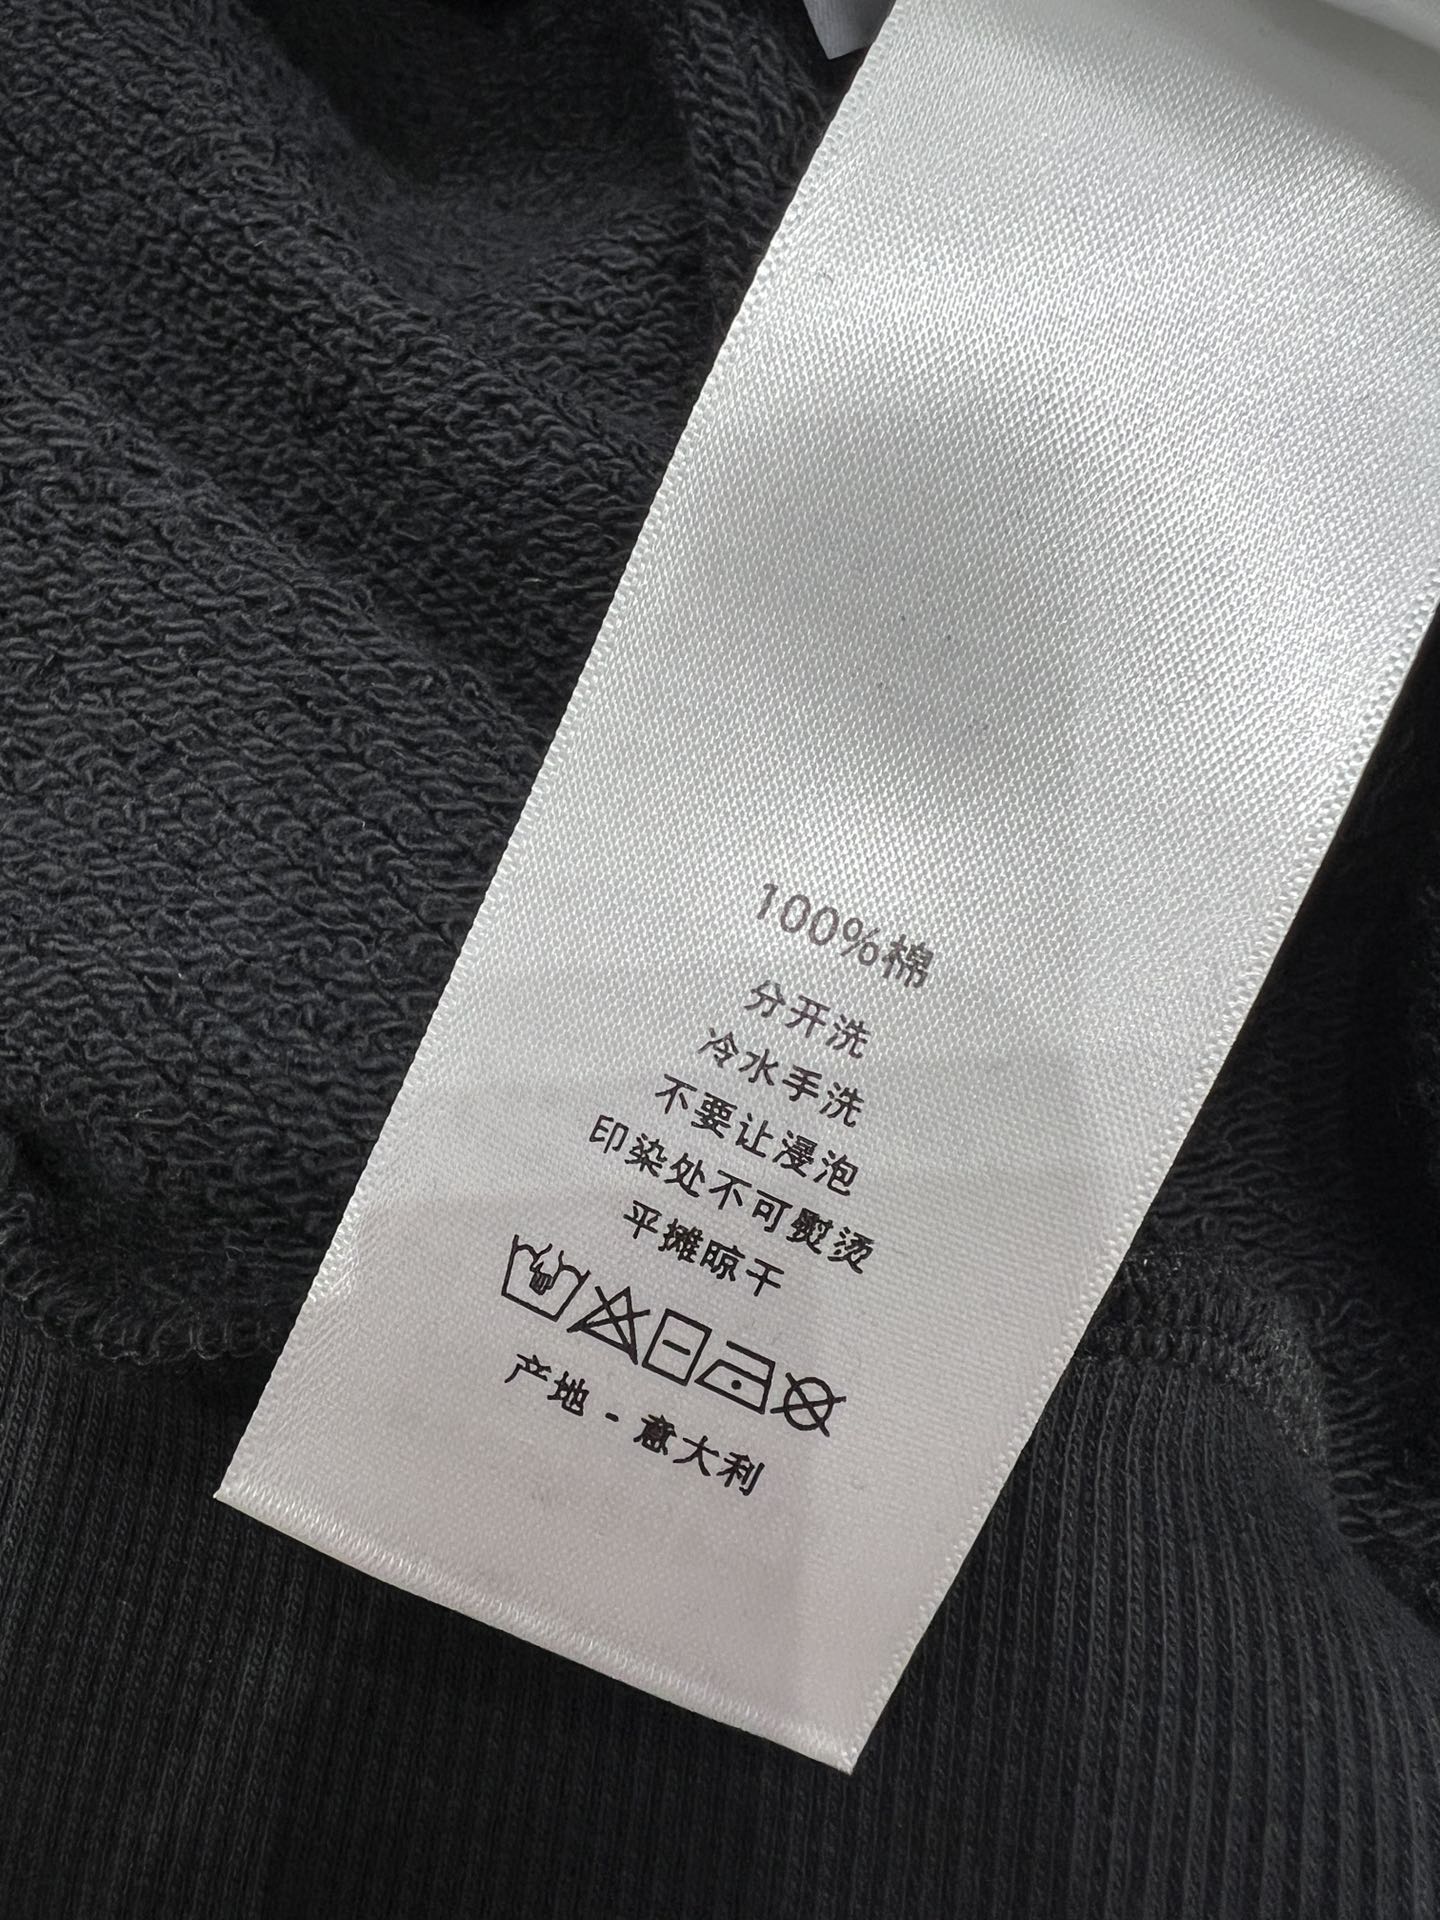 100%棉
分开洗
冷水手洗
不要让漫泡
印染处不可熨烫
平摊晾干
产地-意大利